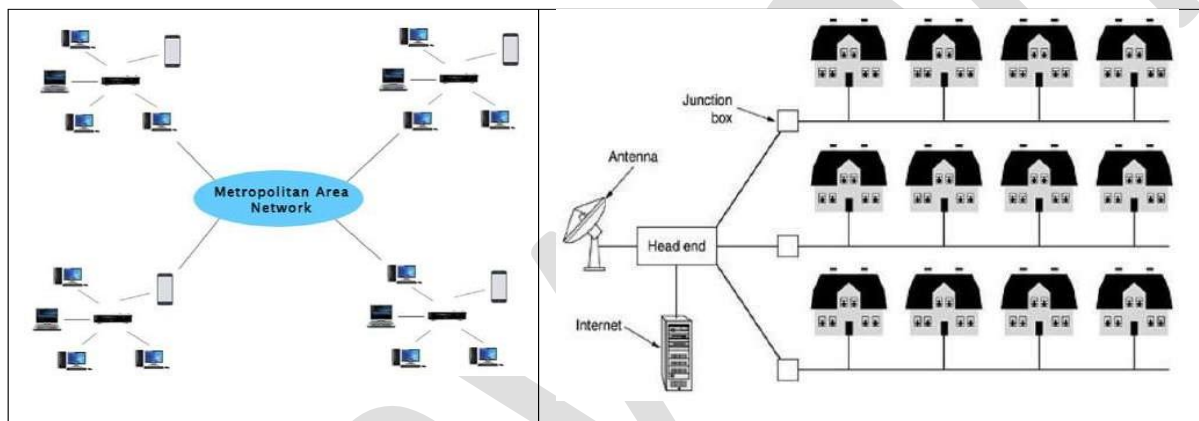 Metropolitan Area
Network
Junction
box
Antenna
Head end
Internet